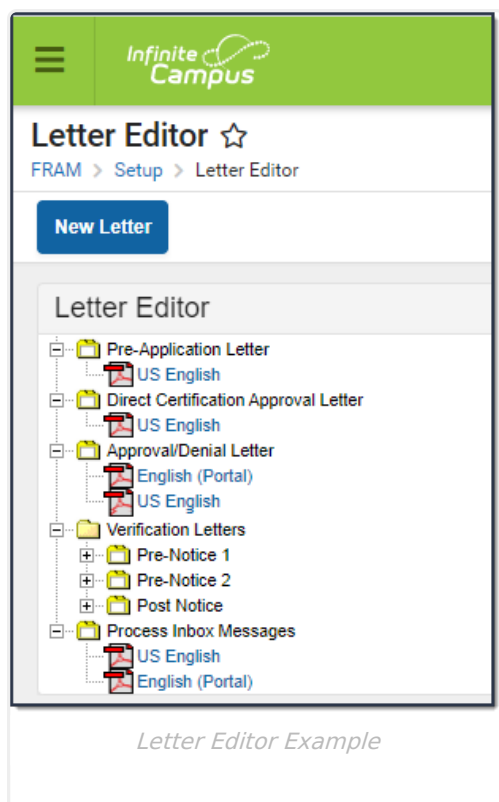 Infinite
Campus
Letter Editor
FRAM > Setup > Letter Editor
New Letter
Letter Editor
Pre-Application Letter
US English
Direct Certification Approval Letter
US English
Approval/Denial Letter
English (Portal)
US English
Verification Letters
Pre-Notice 1
Pre-Notice 2
Post Notice
Process Inbox Messages
US English
English (Portal)
Letter Editor Example